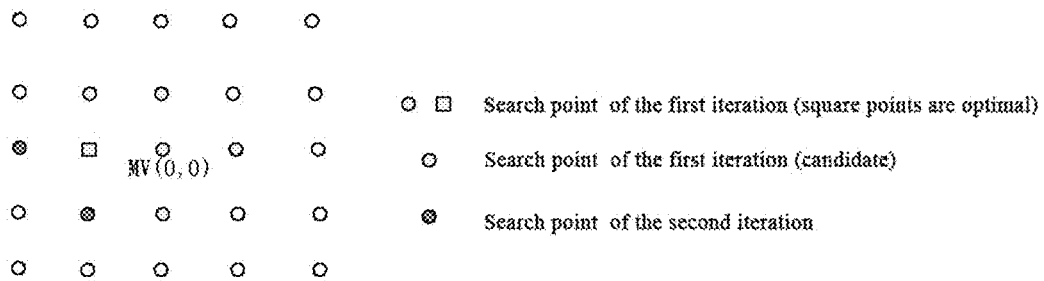 Search point of the first iteration (square points are optimal)
MV(0,0)
Search point of the first iteration (candidate)
Search point of the second iteration